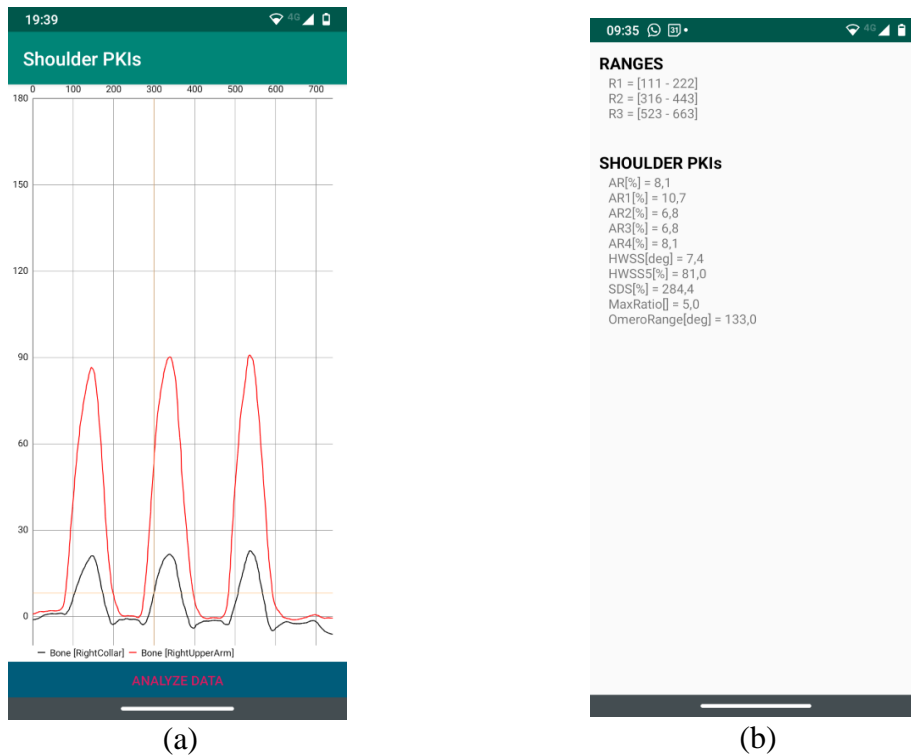 19:39 4G
Shoulder PKIs
0 100 200 300 400 500 600 700
180
150
120
90
60
30
0
Bone [RightCollar] Bone [RightUpperArm]
ANALYZE DATA
(a)
09:35 31 4G
RANGES
R1 = [111 - 222]
R2 = [316 - 443]
R3 = [523 - 663]
SHOULDER PKIs
AR[%] = 8,1
AR1[%] = 10,7
AR2[%] = 6,8
AR3[%] = 6,8
AR4[%] = 8,1
HWSS[deg] = 7,4
HWSS5[%] = 81,0
SDS[%] = 284,4
MaxRatio[] = 5,0
OmeroRange[deg] = 133,0
(b)